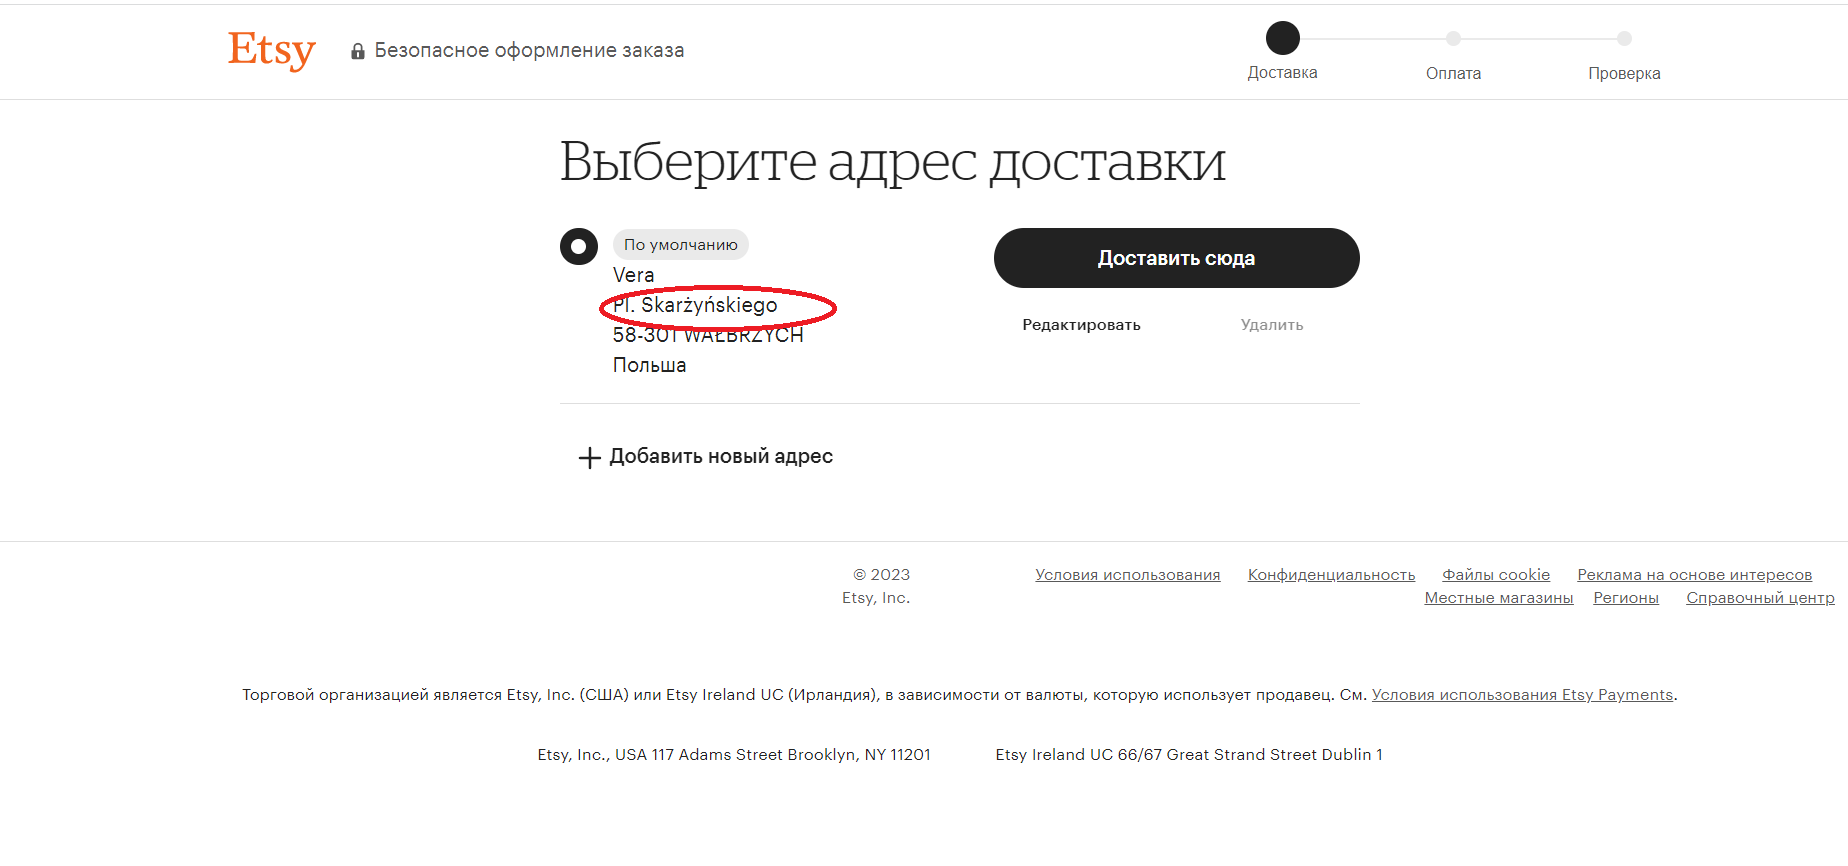 Etsy
Безопасное оформление заказа
Доставка
Оплата
Проверка
Выберите адрес доставки
По умолчанию
Vera
Pl. Skarżyńskiego
58-301 WAŁBRZYCH
Польша
Доставить сюда
Редактировать
Удалить
Добавить новый адрес
© 2023
Etsy, Inc.
Условия использования Конфиденциальность Файлы cookie Реклама на основе интересов
Местные магазины Регионы Справочный центр
Торговой организацией является Etsy, Inc. (США) или Etsy Ireland UC (Ирландия), в зависимости от валюты, которую использует продавец. См. Условия использования Etsy Payments.
Etsy, Inc., USA 117 Adams Street Brooklyn, NY 11201
Etsy Ireland UC 66/67 Great Strand Street Dublin 1